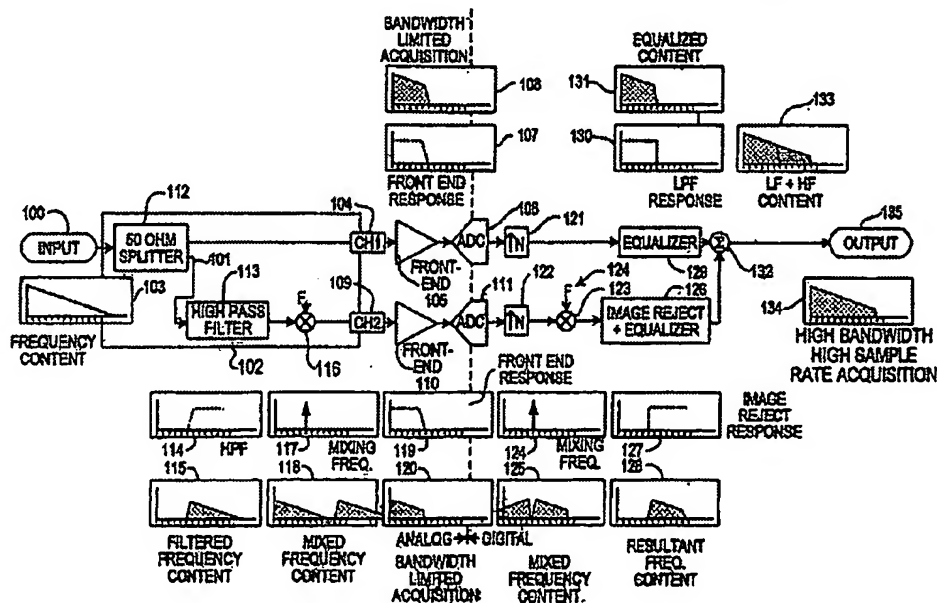 BANDWIDTH
LIMITED
ACQUISITION
108
107
FRONT END
RESPONSE
EQUALIZED
CONTENT
131
130
133
LPF
RESPONSE
LF + HF
CONTENT
100
INPUT
112
50 OHM
SPLITTER
101
103
FREQUENCY
CONTENT
113
HIGH PASS
FILTER
102
F
116
104
CH1
109
CH2
FRONT-
END
105
FRONT-
END
110
ADC
106
ADC
111
↑N
121
↑N
122
F
124
123
EQUALIZER
129
126
IMAGE REJECT
+ EQUALIZER
Σ
132
135
OUTPUT
134
HIGH BANDWIDTH
HIGH SAMPLE
RATE ACQUISITION
FRONT END
RESPONSE
IMAGE
REJECT
RESPONSE
114
HPF
117
MIXING
FREQ.
119
124
MIXING
FREQ.
127
115
118
120
125
128
FILTERED
FREQUENCY
CONTENT
MIXED
FREQUENCY
CONTENT
ANALOG
DIGITAL
BANDWIDTH
LIMITED
ACQUISITION
MIXED
FREQUENCY
CONTENT.
RESULTANT
FREQ.
CONTENT